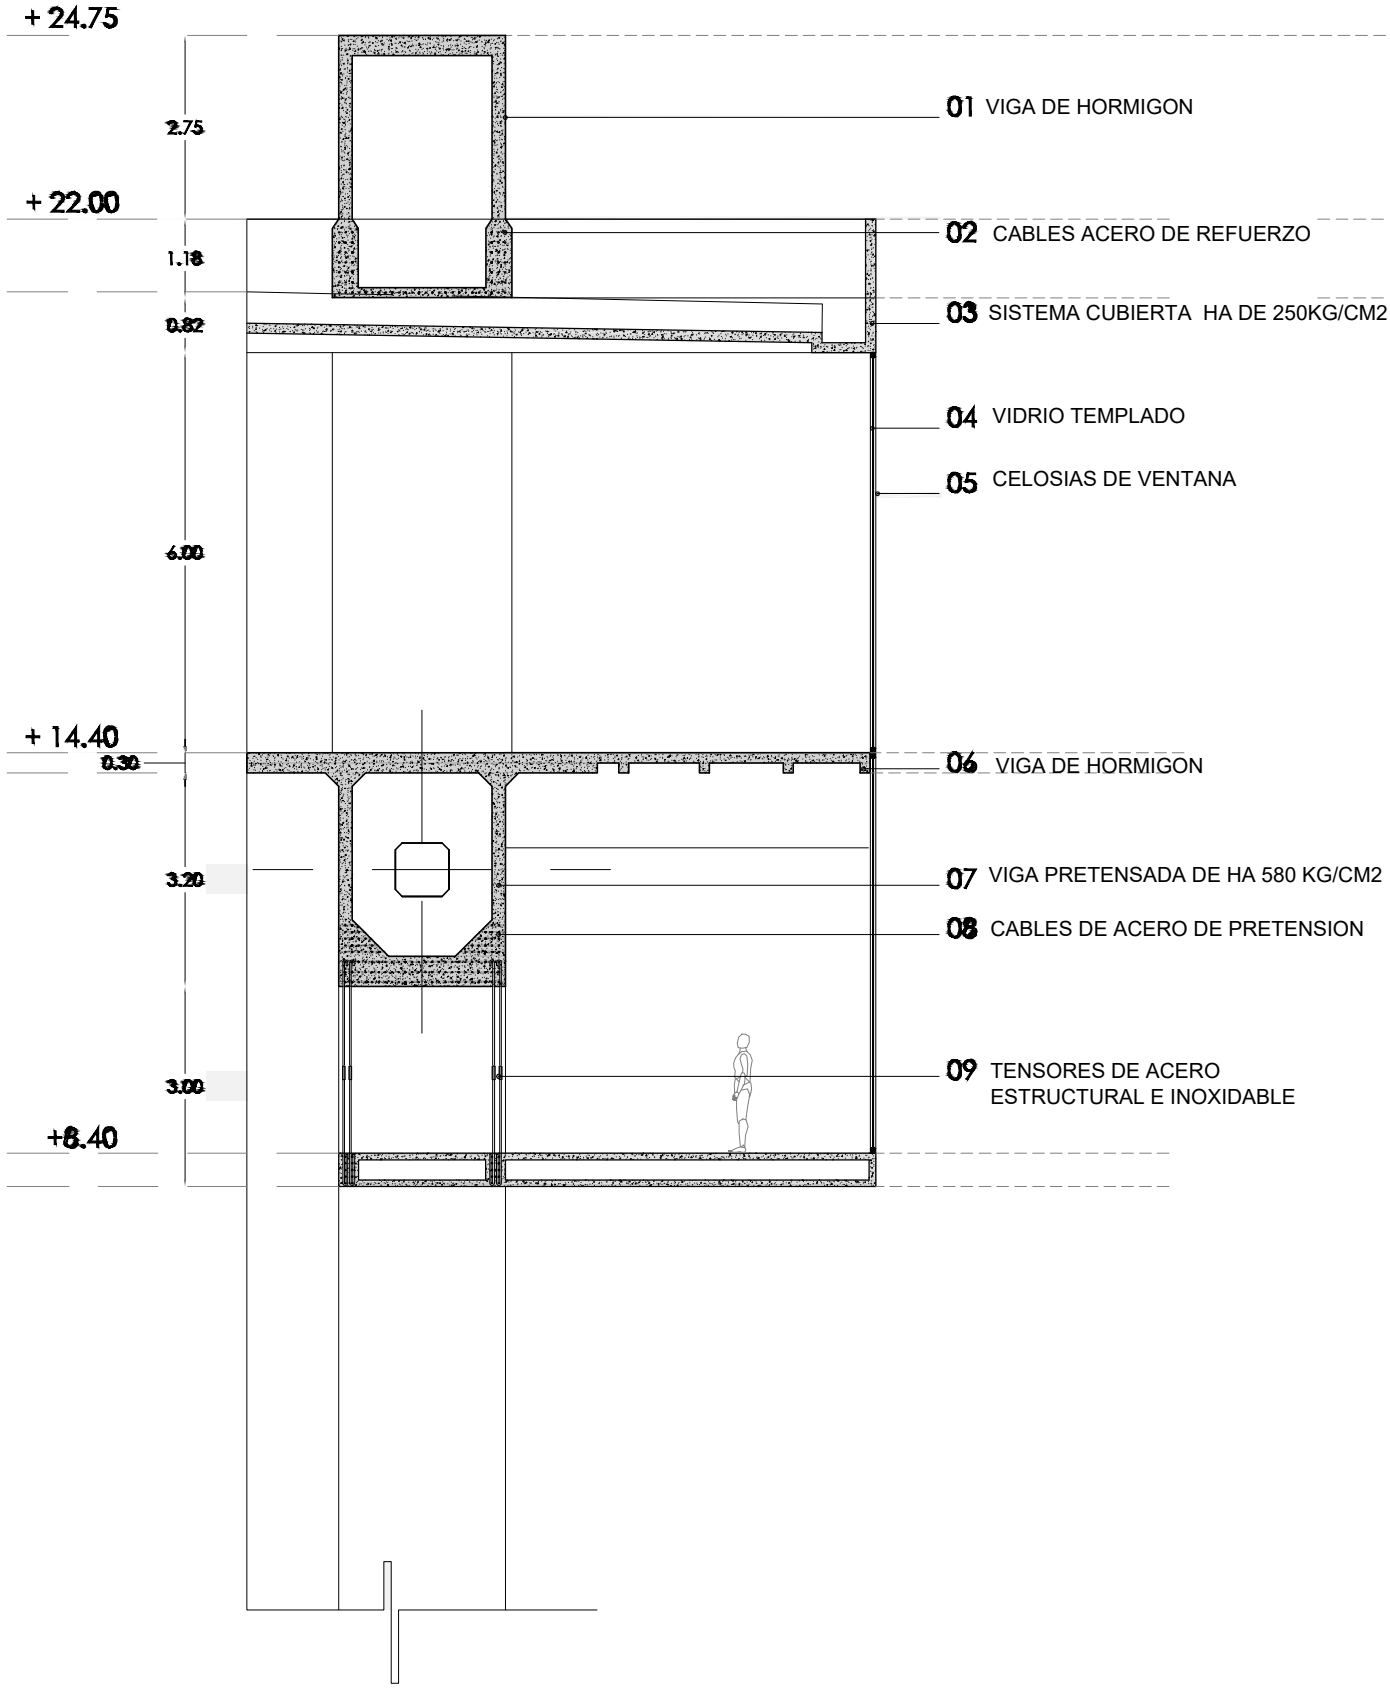 + 24.75
2.75
01 VIGA DE HORMIGON
+ 22.00
02 CABLES ACERO DE REFUERZO
1.18
03 SISTEMA CUBIERTA HA DE 250KG/CM2
0.82
04 VIDRIO TEMPLADO
05 CELOSIAS DE VENTANA
6.00
+ 14.40
0.30
06 VIGA DE HORMIGON
07 VIGA PRETENSADA DE HA 580 KG/CM2
3.20
08 CABLES DE ACERO DE PRETENSION
09 TENSORES DE ACERO
ESTRUCTURAL E INOXIDABLE
3.00
+8.40